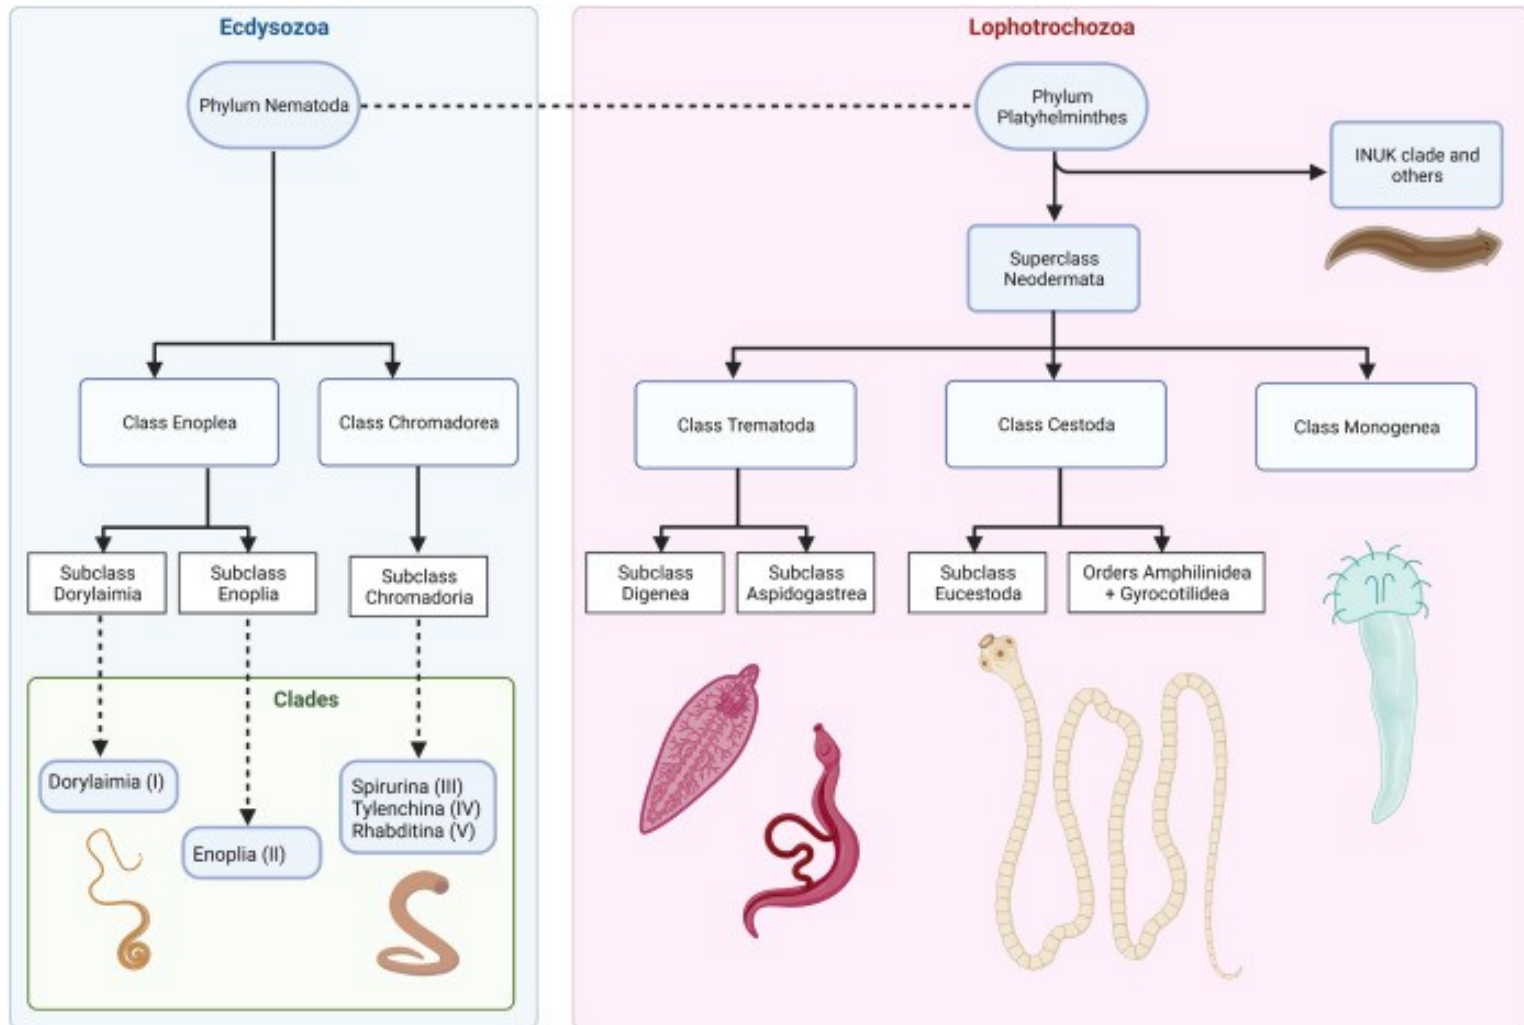 Ecdysozoa
Lophotrochozoa
Phylum Nematoda
Phylum
Platyhelminthes
INUK clade and
others
Superclass
Neodermata
Class Enoplea
Class Chromadorea
Class Trematoda
Class Cestoda
Class Monogenea
Subclass
Dorylaimia
Subclass
Enoplia
Subclass
Chromadoria
Subclass
Digenea
Subclass
Aspidogastrea
Subclass
Eucestoda
Orders Amphilinidea
+ Gyrocotilidea
Clades
Dorylaimia (I)
Enoplia (II)
Spirurina (III)
Tylenchina (IV)
Rhabditina (V)